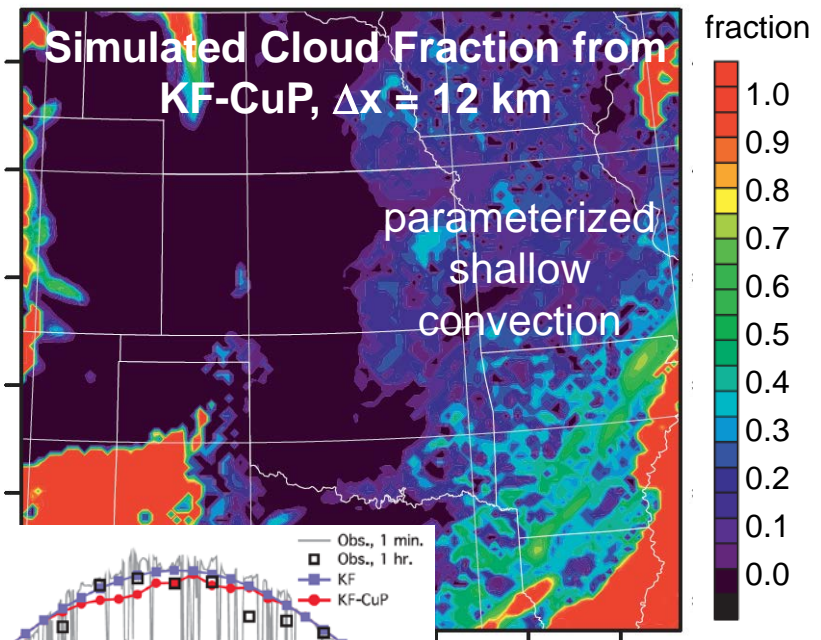 Simulated Cloud Fraction from
KF-CuP, Δx = 12 km
parameterized
shallow
convection
fraction
1.0
0.9
0.8
0.7
0.6
0.5
0.4
0.3
0.2
0.1
0.0
Obs., 1 min.
Obs., 1 hr.
KF
KF-CuP